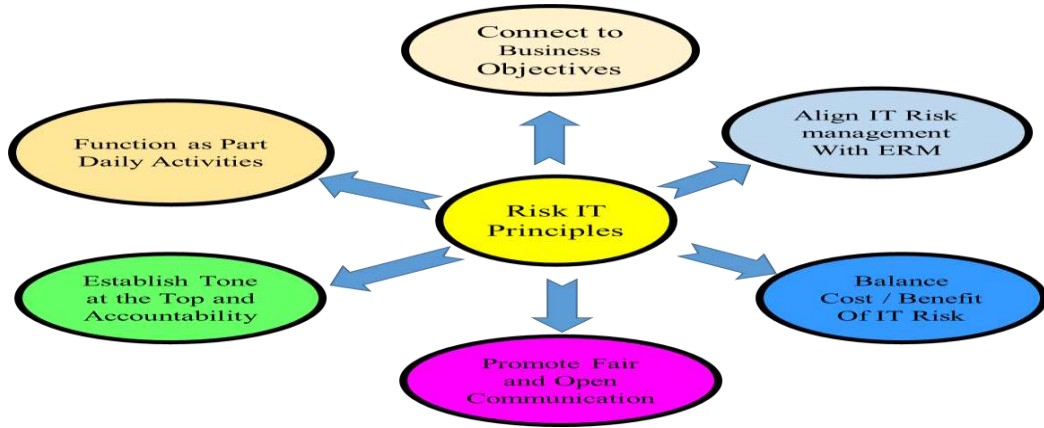 Connect to
Business
Objectives
Function as Part
Daily Activities
Align IT Risk
management
With ERM
Risk IT
Principles
Establish Tone
at the Top and
Accountability
Balance
Cost / Benefit
Of IT Risk
Promote Fair
and Open
Communication